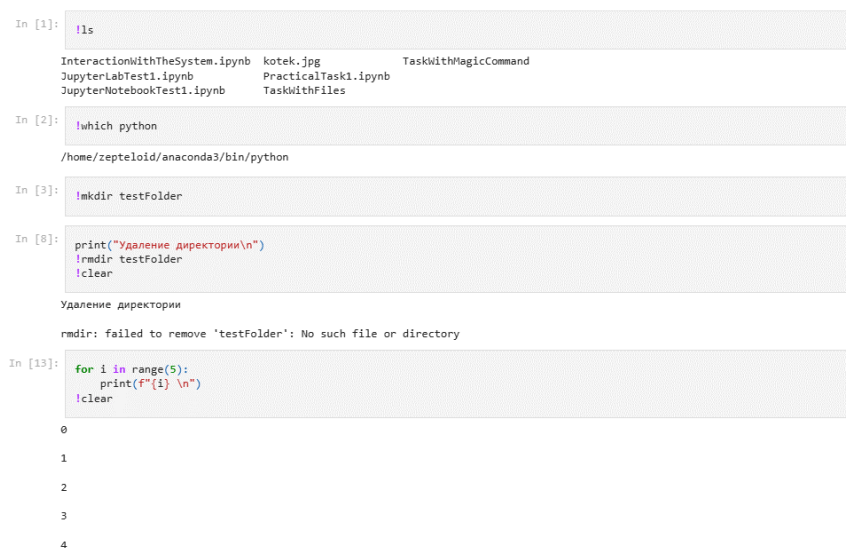 In [1]: !ls
InteractionWithTheSystem.ipynb kotek.jpg TaskWithMagicCommand
JupyterLabTest1.ipynb PracticalTask1.ipynb
JupyterNotebookTest1.ipynb TaskWithFiles
In [2]: !which python
/home/zepteloid/anaconda3/bin/python
In [3]: !mkdir testFolder
In [8]: print("Удаление директории\n")
!rmdir testFolder
!clear
Удаление директории
rmdir: failed to remove 'testFolder': No such file or directory
In [13]: for i in range(5):
    print(f"{i} \n")
!clear
0
1
2
3
4